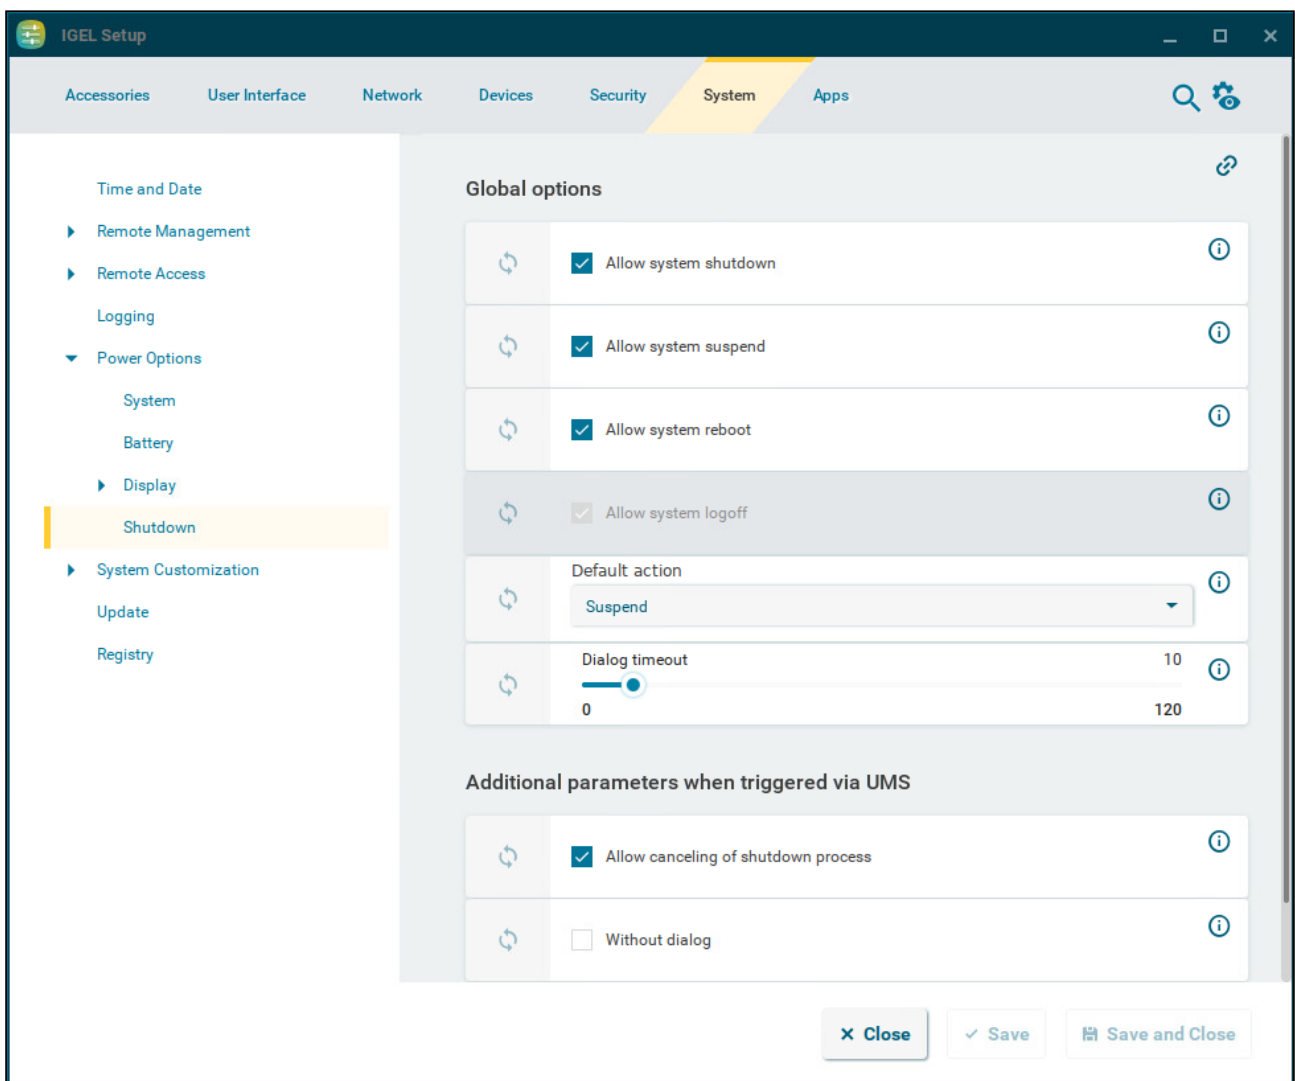 IGEL Setup
Accessories
User Interface
Network
Devices
Security
System
Apps
Time and Date
Remote Management
Remote Access
Logging
Power Options
System
Battery
Display
Shutdown
System Customization
Update
Registry
Global options
Allow system shutdown
Allow system suspend
Allow system reboot
Allow system logoff
Default action
Suspend
Dialog timeout 10
0 120
Additional parameters when triggered via UMS
Allow canceling of shutdown process
Without dialog
Close
Save
Save and Close